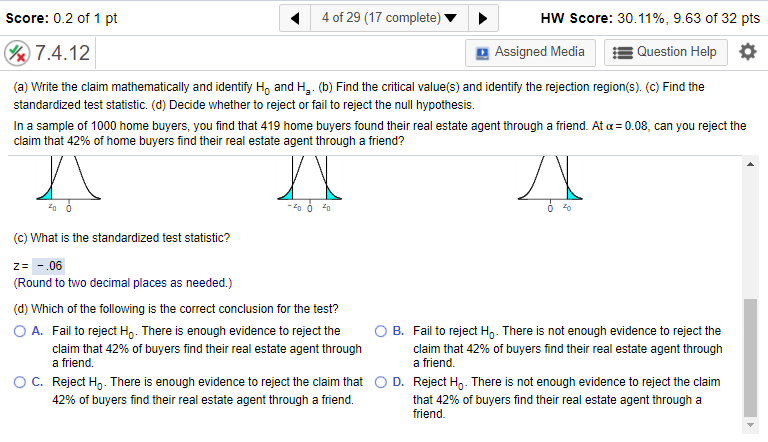 Score: 0.2 of 1 pt
4 of 29 (17 complete)
HW Score: 30.11%, 9.63 of 32 pts
7.4.12
Assigned Media
Question Help
(a) Write the claim mathematically and identify H₀ and Hₐ. (b) Find the critical value(s) and identify the rejection region(s). (c) Find the
standardized test statistic. (d) Decide whether to reject or fail to reject the null hypothesis.
In a sample of 1000 home buyers, you find that 419 home buyers found their real estate agent through a friend. At α = 0.08, can you reject the
claim that 42% of home buyers find their real estate agent through a friend?
z₀ 0
-z₀ 0 z₀
0 z₀
(c) What is the standardized test statistic?
z = -.06
(Round to two decimal places as needed.)
(d) Which of the following is the correct conclusion for the test?
A. Fail to reject H₀. There is enough evidence to reject the
claim that 42% of buyers find their real estate agent through
a friend.
B. Fail to reject H₀. There is not enough evidence to reject the
claim that 42% of buyers find their real estate agent through
a friend.
C. Reject H₀. There is enough evidence to reject the claim that
42% of buyers find their real estate agent through a friend.
D. Reject H₀. There is not enough evidence to reject the claim
that 42% of buyers find their real estate agent through a
friend.